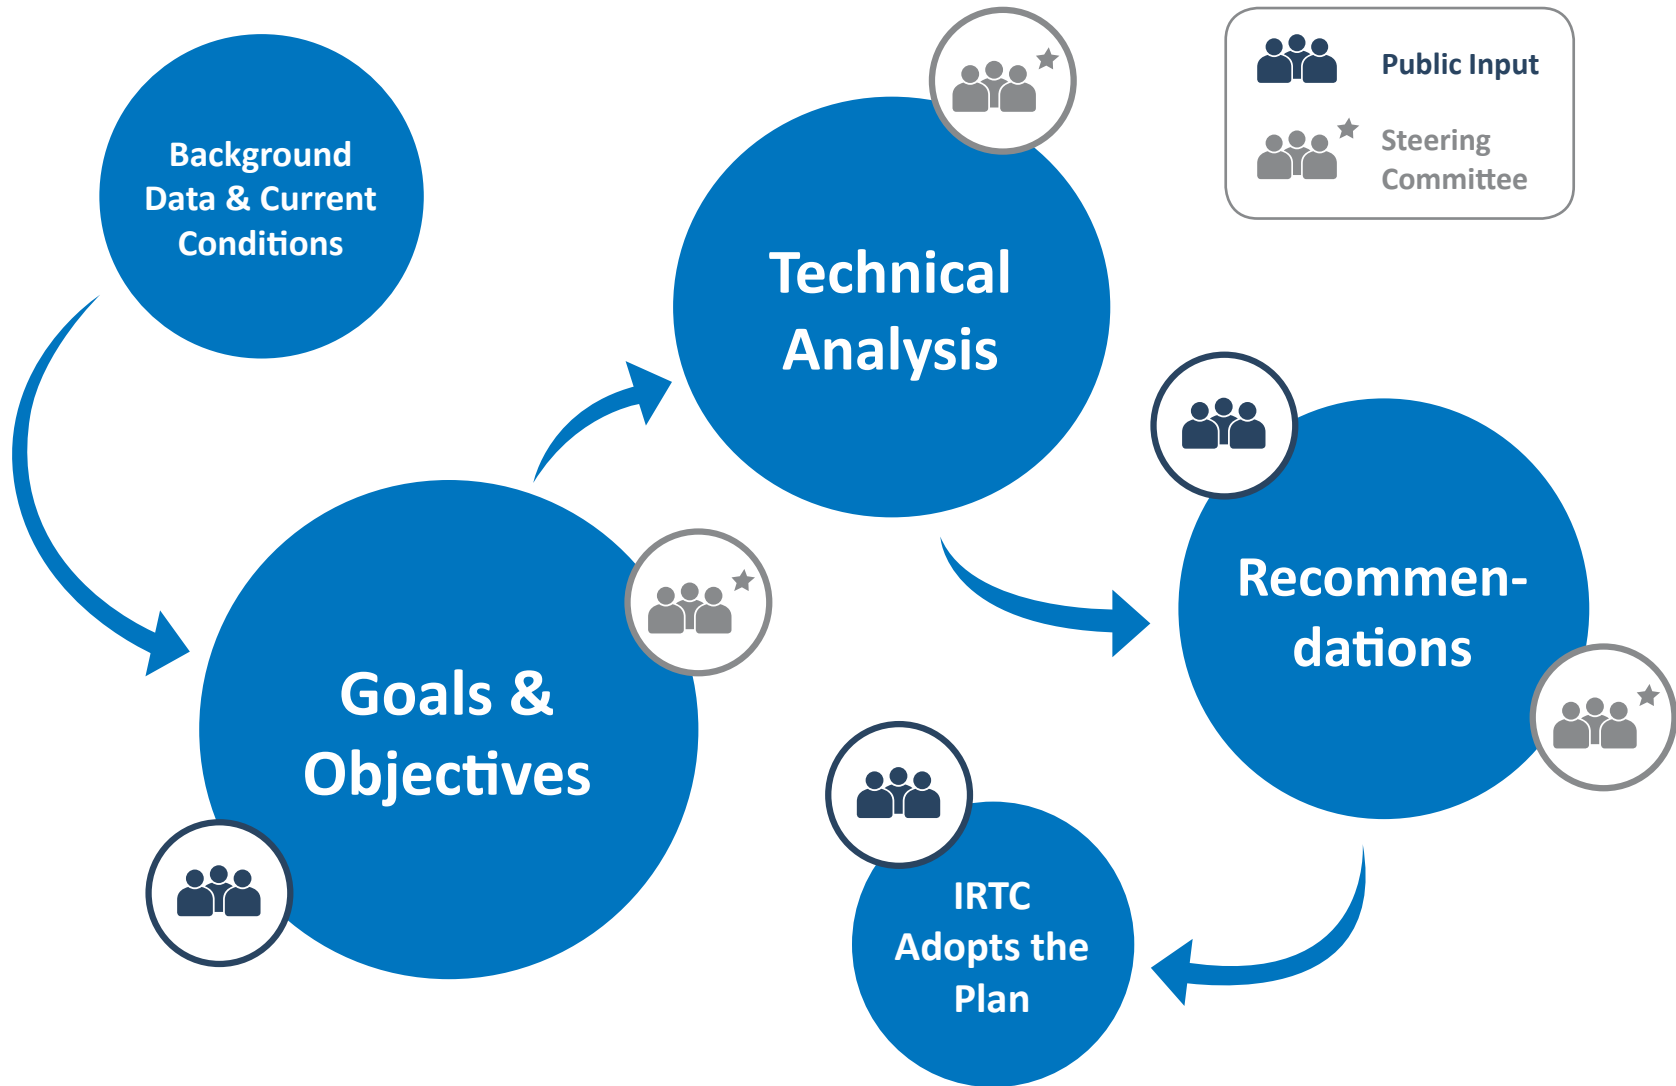 Background
Data & Current
Conditions
Technical
Analysis
Public Input
Steering
Committee
Goals &
Objectives
Recommen-
dations
IRTC
Adopts the
Plan